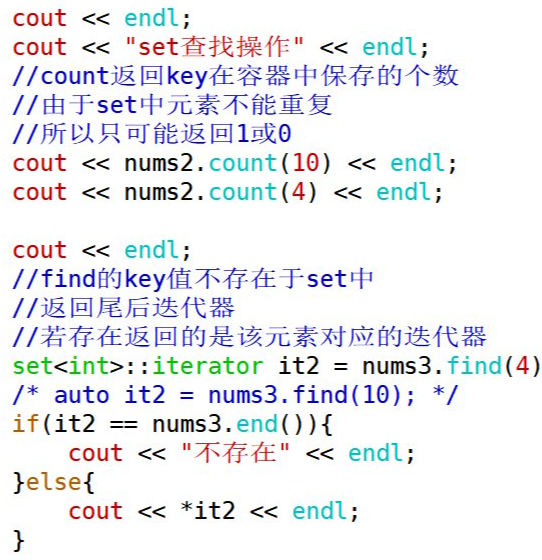 cout << endl;
cout << "set查找操作" << endl;
//count返回key在容器中保存的个数
//由于set中元素不能重复
//所以只可能返回1或0
cout << nums2.count(10) << endl;
cout << nums2.count(4) << endl;
cout << endl;
//find的key值不存在于set中
//返回尾后迭代器
//若存在返回的是该元素对应的迭代器
set<int>::iterator it2 = nums3.find(4)
/* auto it2 = nums3.find(10); */
if(it2 == nums3.end()){
cout << "不存在" << endl;
}else{
cout << *it2 << endl;
}